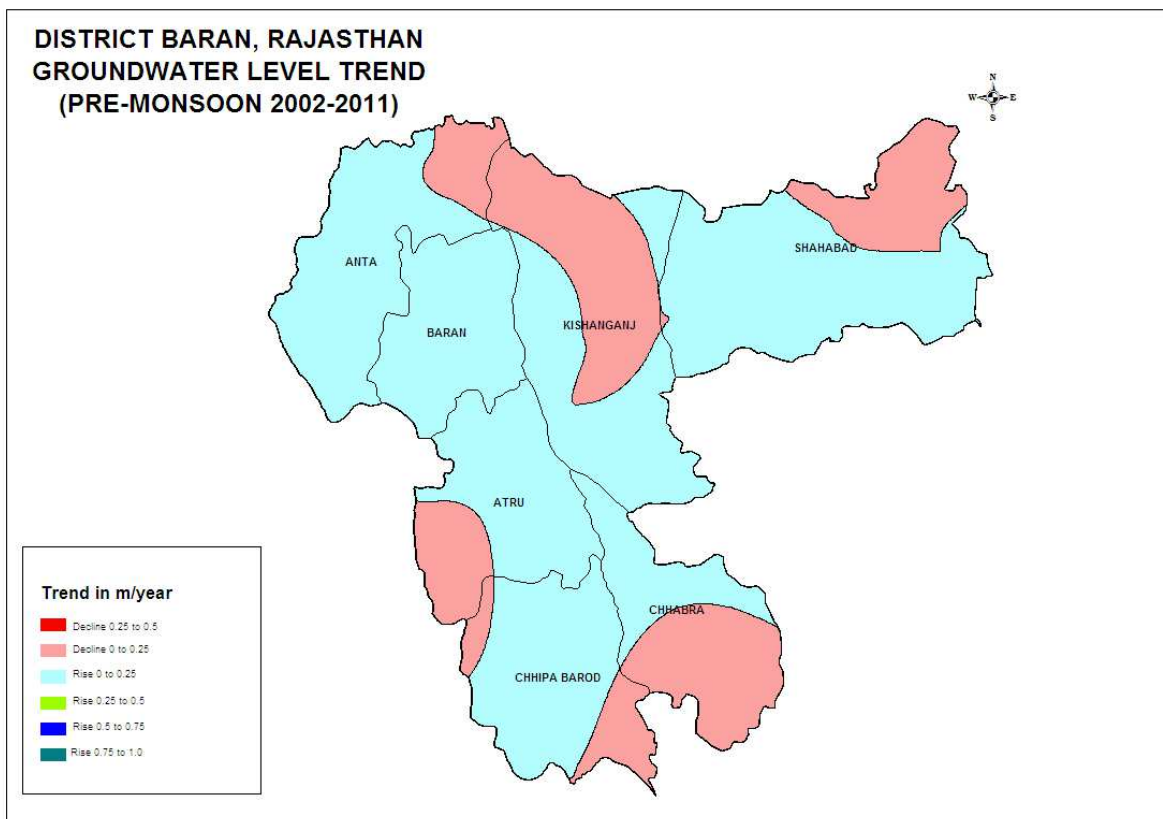 DISTRICT BARAN, RAJASTHAN
GROUNDWATER LEVEL TREND
(PRE-MONSOON 2002-2011)
N
W E
S
SHAHABAD
ANTA
KISHANGANJ
BARAN
ATRU
CHHABRA
CHHIPA BAROD
Trend in m/year
Decline 0.25 to 0.5
Decline 0 to 0.25
Rise 0 to 0.25
Rise 0.25 to 0.5
Rise 0.5 to 0.75
Rise 0.75 to 1.0